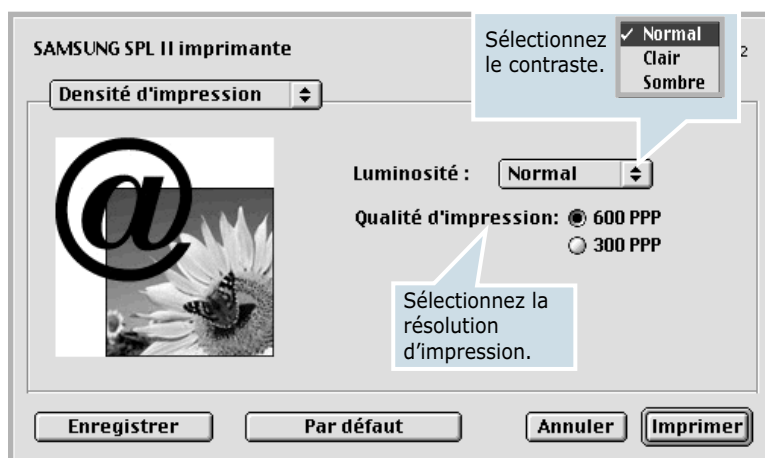 SAMSUNG SPL II imprimante
Sélectionnez
le contraste.
✓ Normal
Clair
Sombre
2
Densité d'impression
@
Luminosité : Normal
Qualité d'impression: 600 PPP
300 PPP
Sélectionnez la
résolution
d’impression.
Enregistrer Par défaut Annuler Imprimer